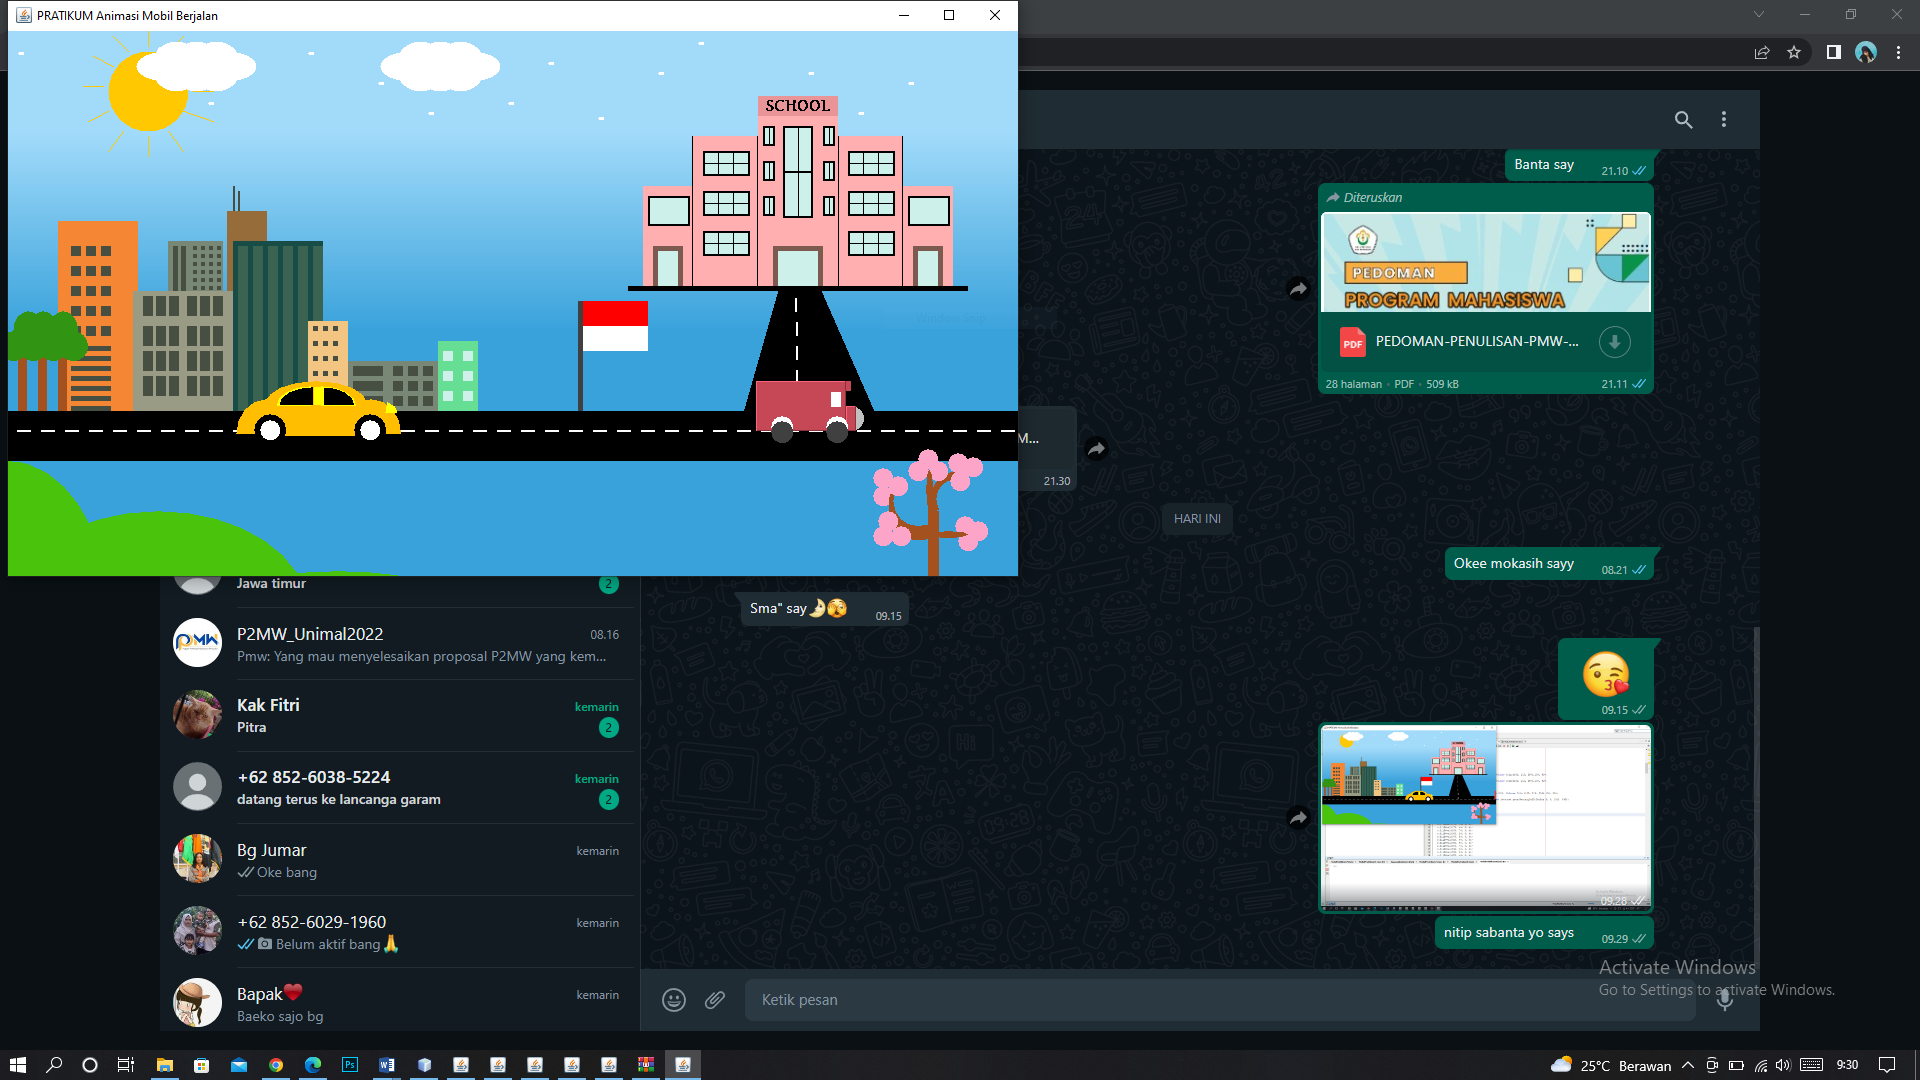 PRATIKUM Animasi Mobil Berjalan
SCHOOL
Banta say
21.10
Diteruskan
PEDOMAN
PROGRAM MAHASISWA
PDF
PEDOMAN-PENULISAN-PMW-...
28 halaman • PDF • 509 kB
21.11
M...
21.30
HARI INI
Okee mokasih sayy
08.21
Sma" say🌛🫣
09.15
😘
09.15
09.28
nitip sabanta yo says
09.29
Jawa timur
2
P2MW_Unimal2022
08.16
Pmw: Yang mau menyelesaikan proposal P2MW yang kem...
Kak Fitri
kemarin
Pitra
2
+62 852-6038-5224
kemarin
datang terus ke lancanga garam
2
Bg Jumar
kemarin
Oke bang
+62 852-6029-1960
kemarin
Belum aktif bang🙏
Bapak❤️
kemarin
Baeko sajo bg
Ketik pesan
Activate Windows
Go to Settings to activate Windows.
Ps
25°C Berawan
9:30